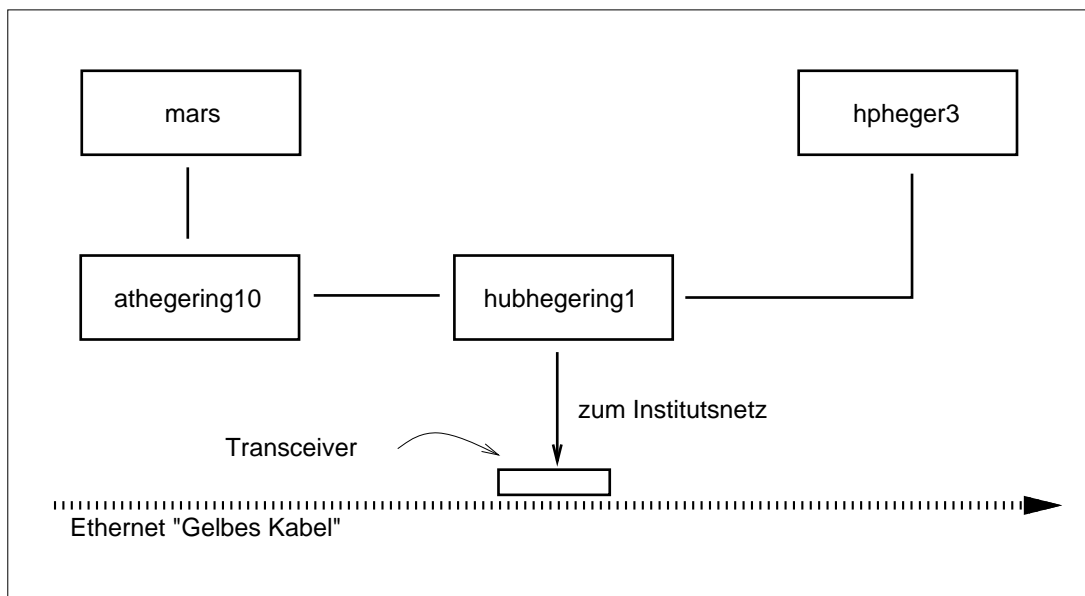 mars
hpheger3
athegering10
hubhegering1
zum Institutsnetz
Transceiver
Ethernet "Gelbes Kabel"